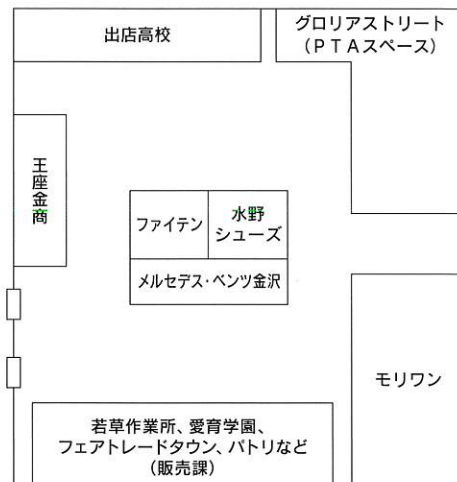 出店高校
グロリアストリート
(PTAスペース)
王座金商
ファイテン
水野
シューズ
メルセデス・ベンツ金沢
モリワン
若草作業所、愛育学園、
フェアトレードタウン、パトリなど
(販売課)